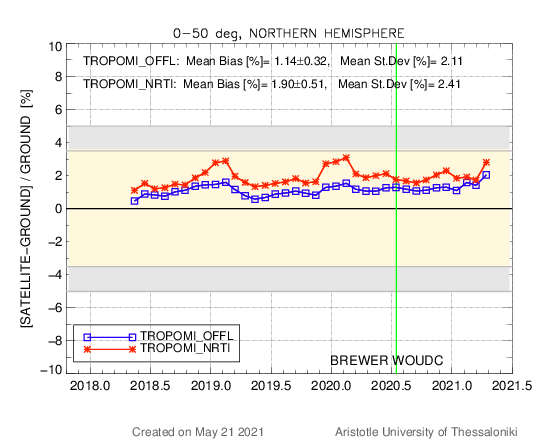 0−50 deg, NORTHERN HEMISPHERE
TROPOMI_OFFL: Mean Bias [%]= 1.14±0.32, Mean St.Dev [%]= 2.11
TROPOMI_NRTI: Mean Bias [%]= 1.90±0.51, Mean St.Dev [%]= 2.41
[SATELLITE−GROUND] / GROUND [%]
10
8
6
4
2
0
−2
−4
−6
−8
−10
TROPOMI_OFFL
TROPOMI_NRTI
BREWER WOUDC
2018.0 2018.5 2019.0 2019.5 2020.0 2020.5 2021.0 2021.5
Created on May 21 2021 Aristotle University of Thessaloniki